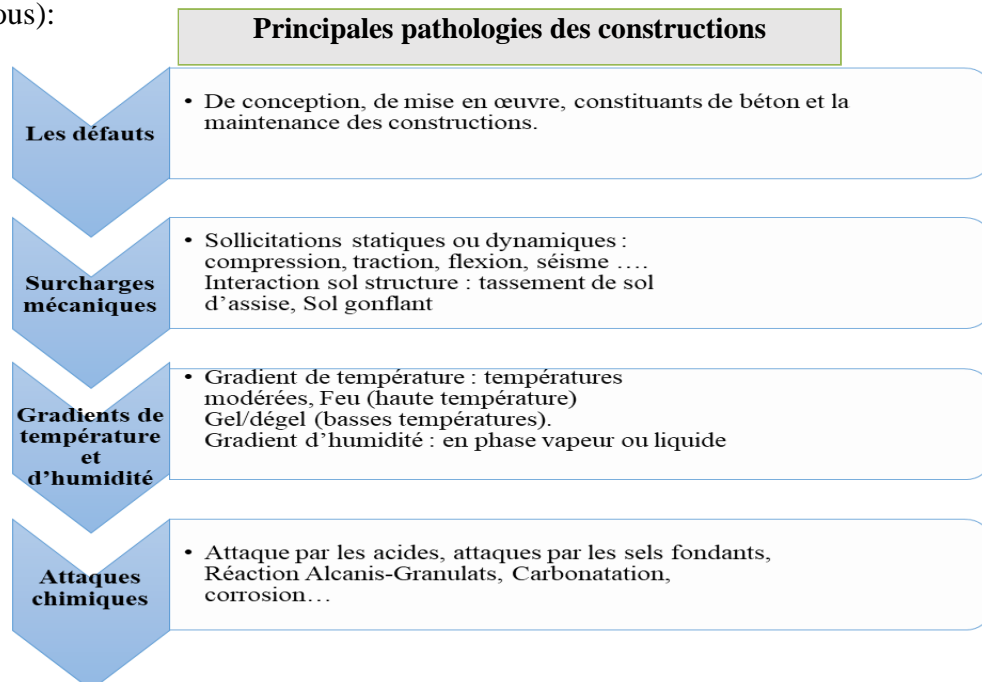 ous):
Principales pathologies des constructions
Les défauts
• De conception, de mise en œuvre, constituants de béton et la
maintenance des constructions.
Surcharges
mécaniques
• Sollicitations statiques ou dynamiques :
compression, traction, flexion, séisme ….
Interaction sol structure : tassement de sol
d’assise, Sol gonflant
Gradients de
température
et
d’humidité
• Gradient de température : températures
modérées, Feu (haute température)
Gel/dégel (basses températures).
Gradient d’humidité : en phase vapeur ou liquide
Attaques
chimiques
• Attaque par les acides, attaques par les sels fondants,
Réaction Alcanis-Granulats, Carbonatation,
corrosion…